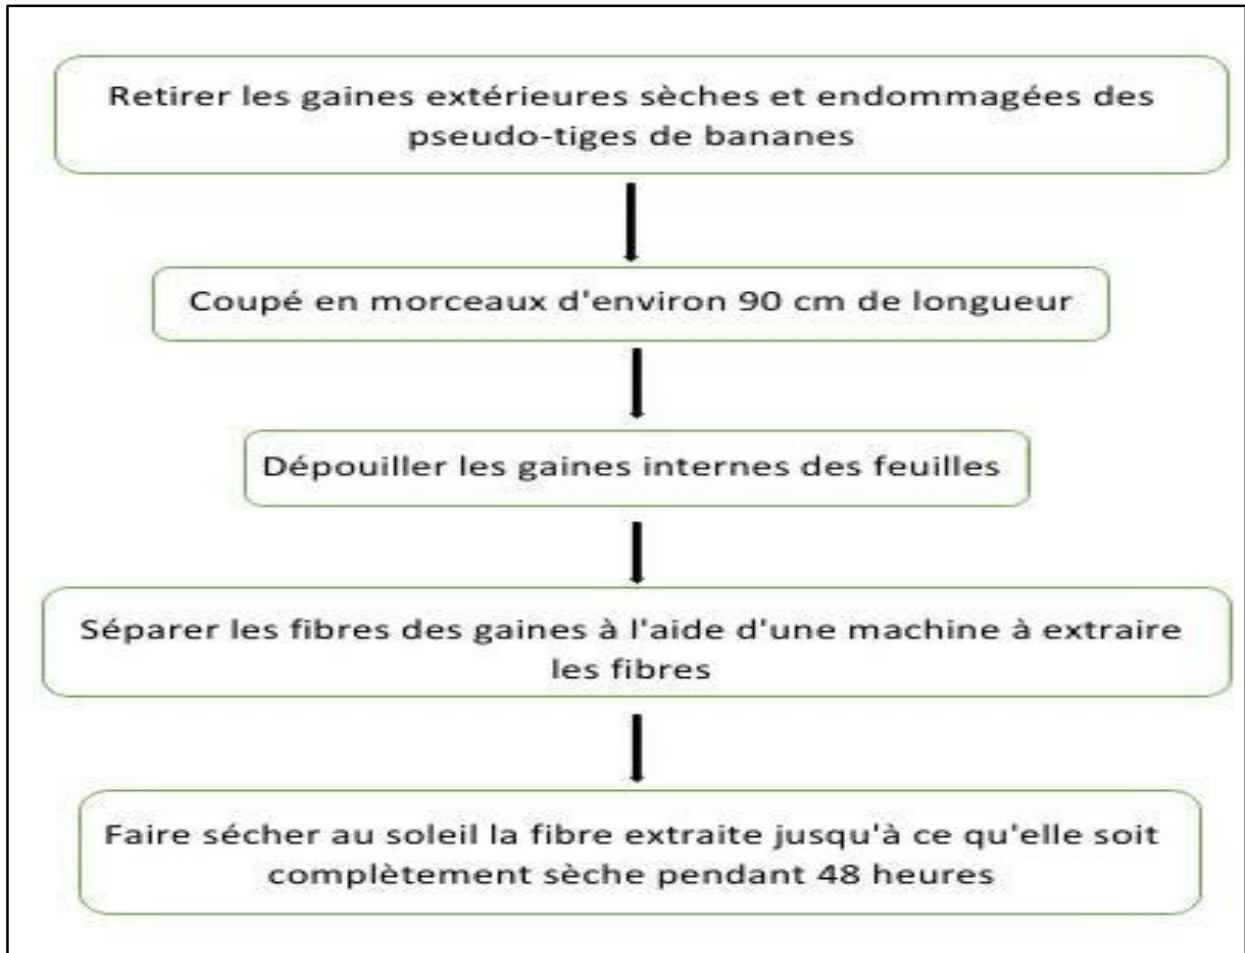 Retirer les gaines extérieures sèches et endommagées des
pseudo-tiges de bananes
Coupé en morceaux d'environ 90 cm de longueur
Dépouiller les gaines internes des feuilles
Séparer les fibres des gaines à l'aide d'une machine à extraire
les fibres
Faire sécher au soleil la fibre extraite jusqu'à ce qu'elle soit
complètement sèche pendant 48 heures